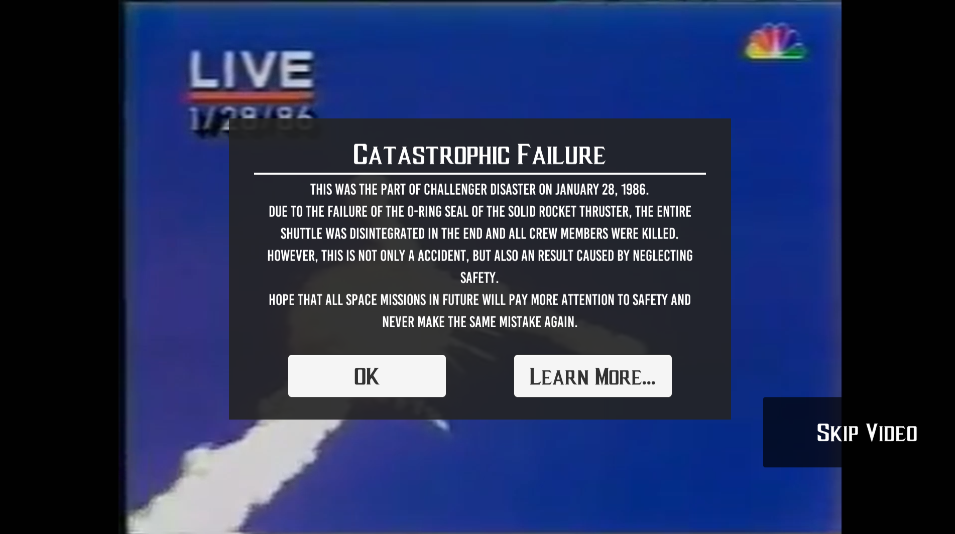 LIVE
1/28/86
CATASTROPHIC FAILURE
THIS WAS THE PART OF CHALLENGER DISASTER ON JANUARY 28, 1986.
DUE TO THE FAILURE OF THE O-RING SEAL OF THE SOLID ROCKET THRUSTER, THE ENTIRE
SHUTTLE WAS DISINTEGRATED IN THE END AND ALL CREW MEMBERS WERE KILLED.
HOWEVER, THIS IS NOT ONLY A ACCIDENT, BUT ALSO AN RESULT CAUSED BY NEGLECTING
SAFETY.
HOPE THAT ALL SPACE MISSIONS IN FUTURE WILL PAY MORE ATTENTION TO SAFETY AND
NEVER MAKE THE SAME MISTAKE AGAIN.
OK
LEARN MORE...
SKIP VIDEO